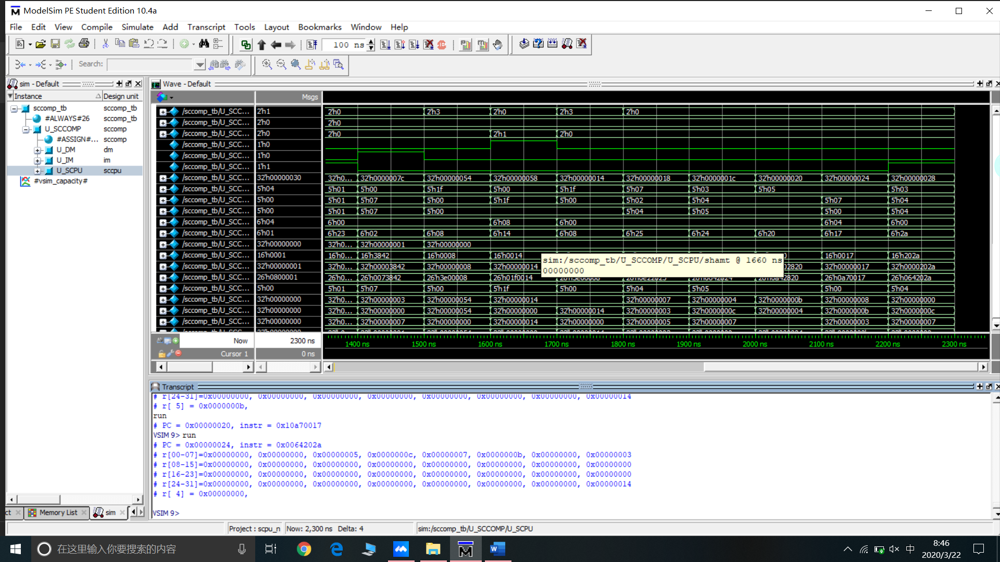 ModelSim PE Student Edition 10.4a
File Edit View Compile Simulate Add Transcript Tools Layout Bookmarks Window Help
100 ns
Search:
sim - Default
Wave - Default
Instance Design unit
Msgs
sccomp_tb sccomp_tb
#ALWAYS#26 sccomp_tb
U_SCCOMP sccomp
#ASSIGN#... sccomp
U_DM dm
U_IM im
U_SCPU sccpu
#vsim_capacity#
/sccomp_tb/U_SCC... 2'h1 2'h0 2'h3 2'h0 2'h3 2'h0
/sccomp_tb/U_SCC... 2'h0 2'h0
/sccomp_tb/U_SCC... 2'h0 2'h0 2'h1 2'h0
/sccomp_tb/U_SCC... 1'h0
/sccomp_tb/U_SCC... 1'h0
/sccomp_tb/U_SCC... 1'h1
/sccomp_tb/U_SCC... 32'h00000030 32'h0... 32'h0000007c 32'h00000054 32'h00000058 32'h00000014 32'h00000018 32'h0000001c 32'h00000020 32'h00000024 32'h00000028
/sccomp_tb/U_SCC... 5'h04 5'h01 5'h00 5'h1f 5'h00 5'h1f 5'h07 5'h03 5'h05 5'h03
/sccomp_tb/U_SCC... 5'h00 5'h01 5'h07 5'h00 5'h1f 5'h00 5'h02 5'h04 5'h07 5'h04
/sccomp_tb/U_SCC... 5'h00 5'h01 5'h07 5'h00 5'h04 5'h05 5'h00 5'h04
/sccomp_tb/U_SCC... 6'h04 6'h00 6'h08 6'h00 6'h04 6'h00
/sccomp_tb/U_SCC... 6'h01 6'h23 6'h02 6'h08 6'h14 6'h08 6'h25 6'h24 6'h20 6'h17 6'h2a
/sccomp_tb/U_SCC... 32'h00000000 32'h0... 32'h00000001 32'h00000000
/sccomp_tb/U_SCC... 16'h0001 16'h0... 16'h3842 16'h0008 16'h0014 16'h0017 16'h202a
/sccomp_tb/U_SCC... 32'h00000001 32'h0... 32'h00003842 32'h00000008 32'h00000014 02820 32'h00000017 32'h0000202a
sim:/sccomp_tb/U_SCCOMP/U_SCPU/shamt @ 1660 ns
00000000
/sccomp_tb/U_SCC... 26'h0800001 26'h0... 26'h0073842 26'h3e00008 26'h01f0014 26'h3e00008 26'h0e22025 26'h0642824 26'h0a42820 26'h0a70017 26'h064202a
/sccomp_tb/U_SCC... 5'h00 5'h01 5'h07 5'h00 5'h1f 5'h00 5'h04 5'h05 5'h00 5'h04
/sccomp_tb/U_SCC... 32'h00000000 32'h0... 32'h00000003 32'h00000054 32'h00000014 32'h00000007 32'h00000004 32'h0000000b 32'h00000008 32'h00000000
/sccomp_tb/U_SCC... 32'h00000000 32'h0... 32'h00000000 32'h00000054 32'h00000000 32'h00000014 32'h00000003 32'h0000000c 32'h00000004 32'h0000000b 32'h0000000c
/sccomp_tb/U_SCC... 32'h00000000 32'h0... 32'h00000007 32'h00000000 32'h00000014 32'h00000000 32'h00000005 32'h00000007 32'h00000003 32'h00000007
Now 2300 ns 1400 ns 1500 ns 1600 ns 1700 ns 1800 ns 1900 ns 2000 ns 2100 ns 2200 ns 2300 ns
Cursor 1 0 ns
Transcript
# r[24-31]=0x00000000, 0x00000000, 0x00000000, 0x00000000, 0x00000000, 0x00000000, 0x00000000, 0x00000014
# r[ 5] = 0x0000000b,
run
# PC = 0x00000020, instr = 0x10a70017
VSIM 9> run
# PC = 0x00000024, instr = 0x0064202a
# r[00-07]=0x00000000, 0x00000000, 0x00000005, 0x0000000c, 0x00000007, 0x0000000b, 0x00000000, 0x00000003
# r[08-15]=0x00000000, 0x00000000, 0x00000000, 0x00000000, 0x00000000, 0x00000000, 0x00000000, 0x00000000
# r[16-23]=0x00000000, 0x00000000, 0x00000000, 0x00000000, 0x00000000, 0x00000000, 0x00000000, 0x00000000
# r[24-31]=0x00000000, 0x00000000, 0x00000000, 0x00000000, 0x00000000, 0x00000000, 0x00000000, 0x00000014
# r[ 4] = 0x00000000,
VSIM 9>
ct Memory List sim
Project : scpu_n Now: 2,300 ns Delta: 4 sim:/sccomp_tb/U_SCCOMP/U_SCPU
在这里输入你要搜索的内容
中
8:46
2020/3/22